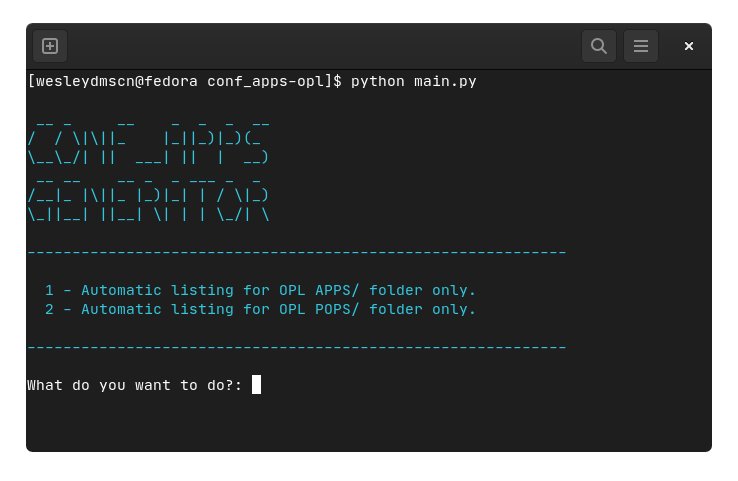 [wesleydmscn@fedora conf_apps-opl]$ python main.py
 __ _     __    _  _  _  __
/  / \|\||_    |_||_)|_)(_
\__\_/| ||  ___| ||  |  __)
 __ __    __ _  _ ___ _  _
/__|_ |\||_ |_)|_| | / \|_)
\_||__| ||__| \| | | \_/| \
------------------------------------------------------------
  1 - Automatic listing for OPL APPS/ folder only.
  2 - Automatic listing for OPL POPS/ folder only.
------------------------------------------------------------
What do you want to do?: